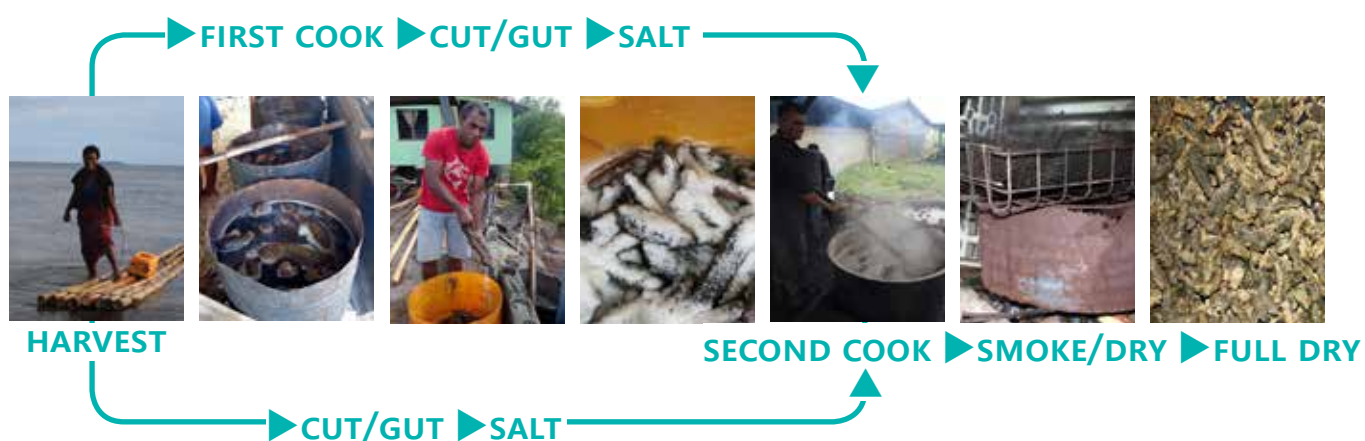 FIRST COOK CUT/GUT SALT
HARVEST
SECOND COOK SMOKE/DRY FULL DRY
CUT/GUT SALT